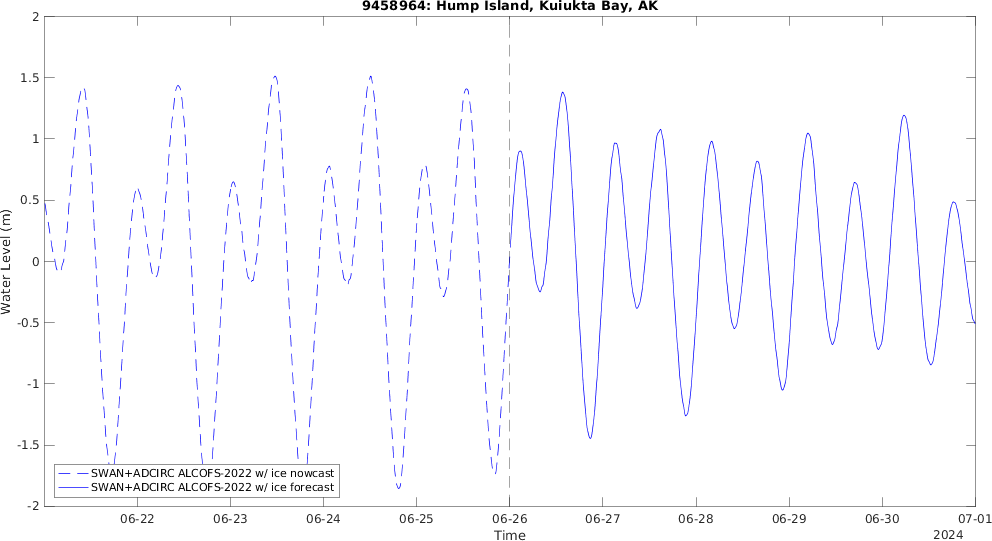 9458964: Hump Island, Kuiukta Bay, AK
2
1.5
1
0.5
0
-0.5
-1
-1.5
-2
Water Level (m)
SWAN+ADCIRC ALCOFS-2022 w/ ice nowcast
SWAN+ADCIRC ALCOFS-2022 w/ ice forecast
06-22 06-23 06-24 06-25 06-26 06-27 06-28 06-29 06-30 07-01
Time
2024